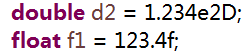 double d2 = 1.234e2D;
float f1 = 123.4f;